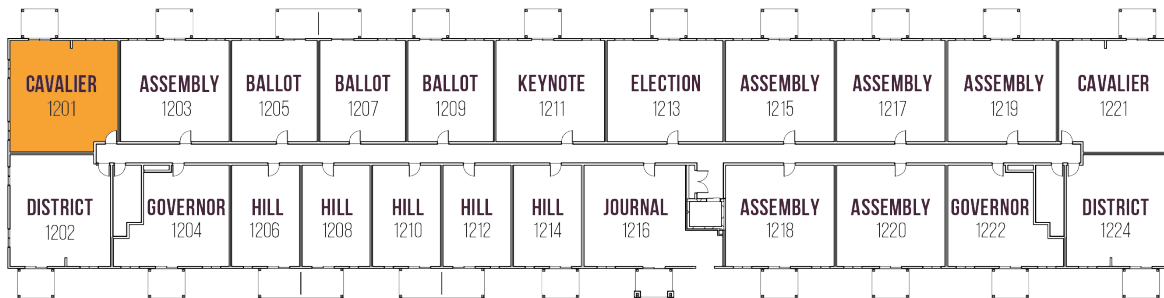 CAVALIER
1201
ASSEMBLY
1203
BALLOT
1205
BALLOT
1207
BALLOT
1209
KEYNOTE
1211
ELECTION
1213
ASSEMBLY
1215
ASSEMBLY
1217
ASSEMBLY
1219
CAVALIER
1221
DISTRICT
1202
GOVERNOR
1204
HILL
1206
HILL
1208
HILL
1210
HILL
1212
HILL
1214
JOURNAL
1216
ASSEMBLY
1218
ASSEMBLY
1220
GOVERNOR
1222
DISTRICT
1224